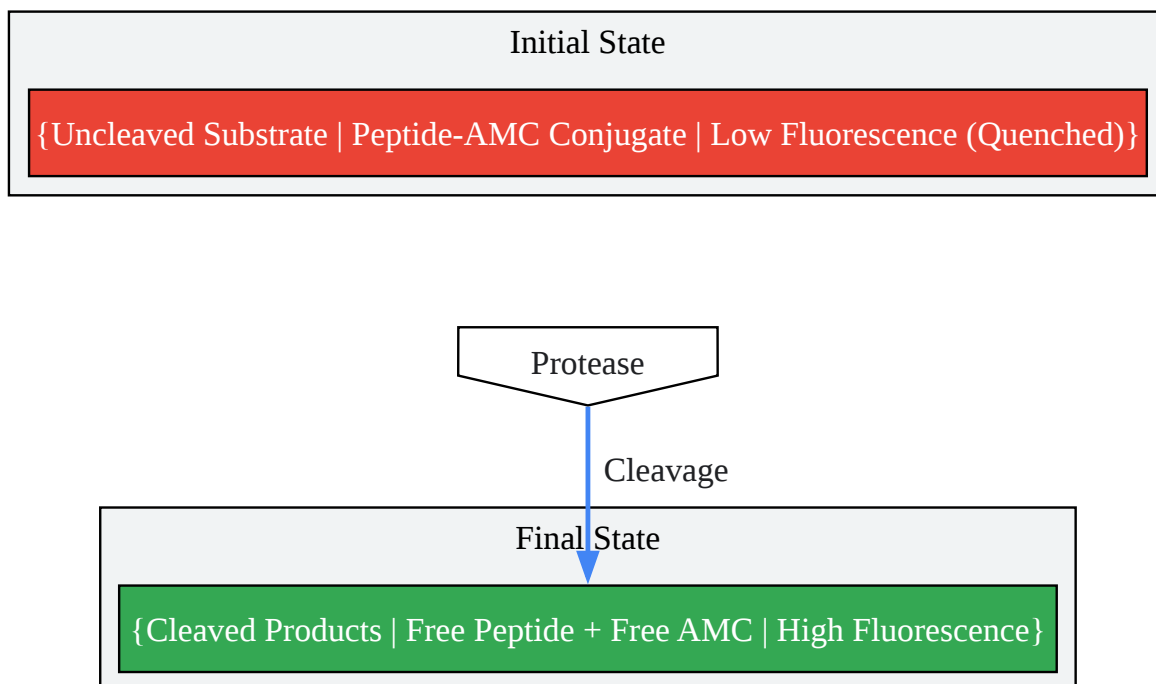 Initial State
{Uncleaved Substrate | Peptide-AMC Conjugate | Low Fluorescence (Quenched)}
Protease
Cleavage
Final State
{Cleaved Products | Free Peptide + Free AMC | High Fluorescence}